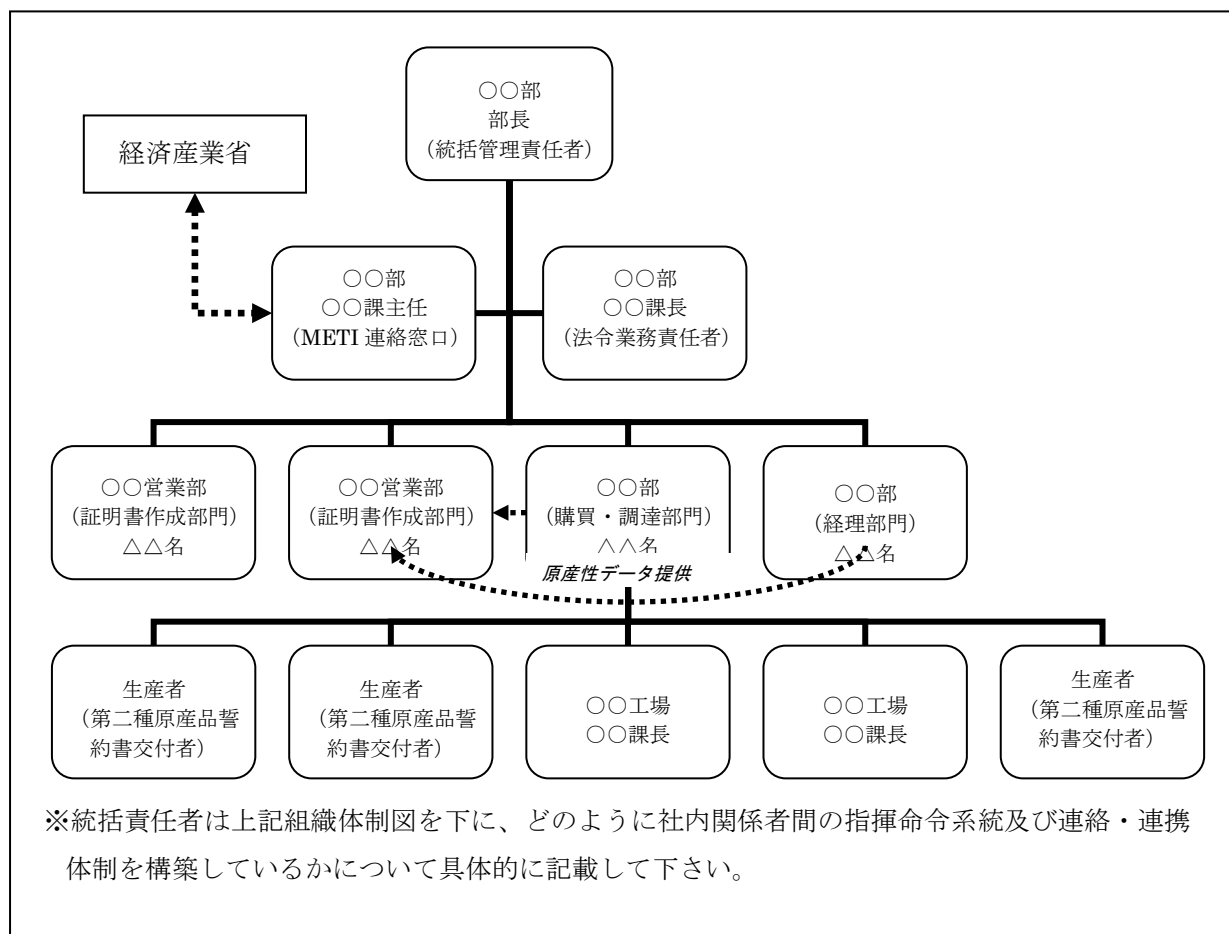 ○○部
部長
（統括管理責任者）
経済産業省
○○部
○○課主任
（METI 連絡窓口）
○○部
○○課長
（法令業務責任者）
○○営業部
（証明書作成部門）
△△名
○○営業部
（証明書作成部門）
△△名
○○部
（購買・調達部門）
△△名
○○部
（経理部門）
△△名
原産性データ提供
生産者
（第二種原産品誓
約書交付者）
生産者
（第二種原産品誓
約書交付者）
○○工場
○○課長
○○工場
○○課長
生産者
（第二種原産品誓
約書交付者）
※統括責任者は上記組織体制図を下に、どのように社内関係者間の指揮命令系統及び連絡・連携
体制を構築しているかについて具体的に記載して下さい。